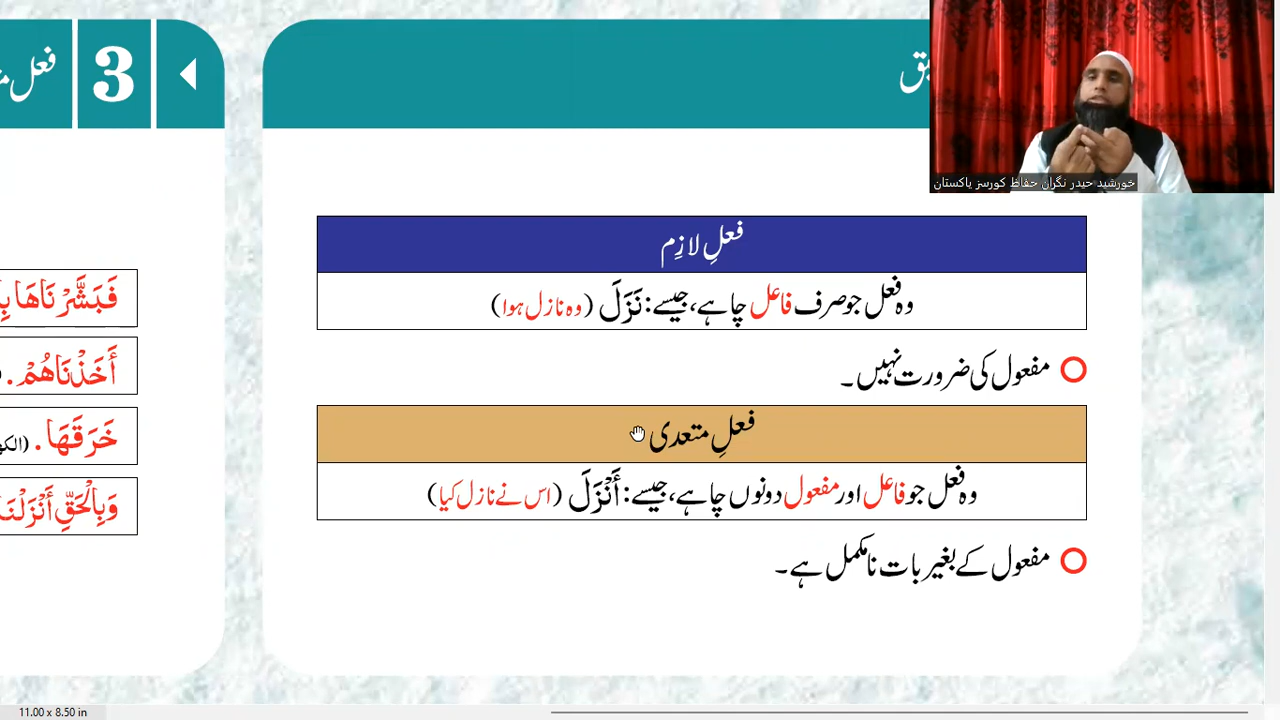 فعلِ لازِم
وہ فعل جو صرف فاعل چاہے، جیسے: نَزَلَ (وہ نازل ہوا)
مفعول کی ضرورت نہیں۔
فعلِ متعدی
وہ فعل جو فاعل اور مفعول دونوں چاہے، جیسے: أَنْزَلَ (اس نے نازل کیا)
مفعول کے بغیر بات نامکمل ہے۔
خورشید حیدر نگران حفاظ کورسز پاکستان
3 فعل
فَبَشَّرْنَاهَا
أَخَذْنَاهُمْ.
خَرَقَهَا.
وَبِالْحَقِّ
11.00 x 8.50 in